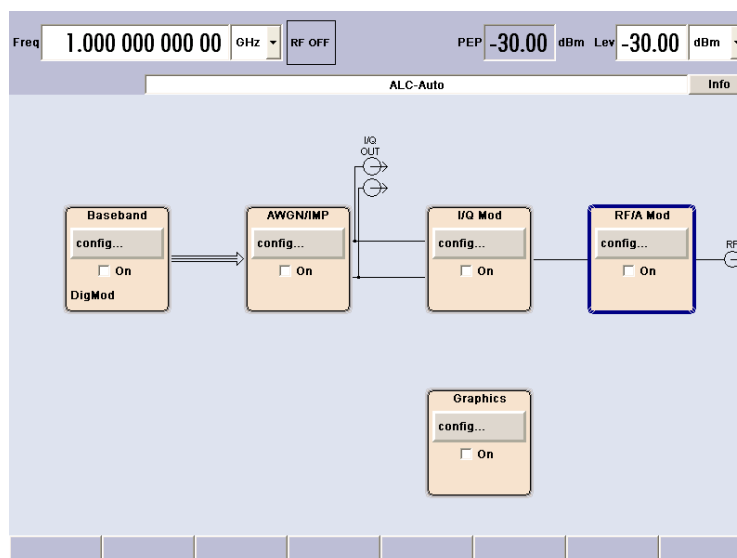 Freq 1.000 000 000 00 GHz RF OFF PEP -30.00 dBm Lev -30.00 dBm
ALC-Auto Info
I/Q
OUT
Baseband AWGN/IMP I/Q Mod RF/A Mod
config... config... config... config...
RF
On On On On
DigMod
Graphics
config...
On